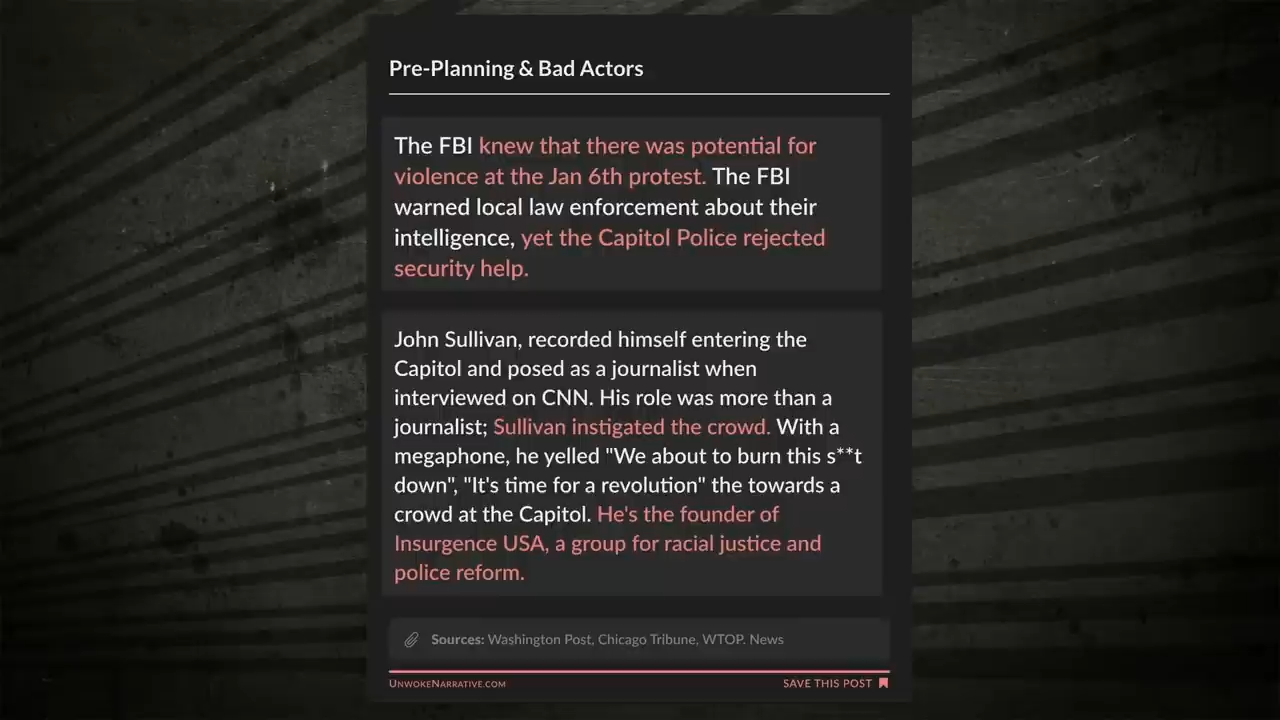 Pre-Planning & Bad Actors
The FBI knew that there was potential for
violence at the Jan 6th protest. The FBI
warned local law enforcement about their
intelligence, yet the Capitol Police rejected
security help.
John Sullivan, recorded himself entering the
Capitol and posed as a journalist when
interviewed on CNN. His role was more than a
journalist; Sullivan instigated the crowd. With a
megaphone, he yelled "We about to burn this s**t
down", "It's time for a revolution" the towards a
crowd at the Capitol. He's the founder of
Insurgence USA, a group for racial justice and
police reform.
Sources: Washington Post, Chicago Tribune, WTOP. News
UnwokeNarrative.com
SAVE THIS POST